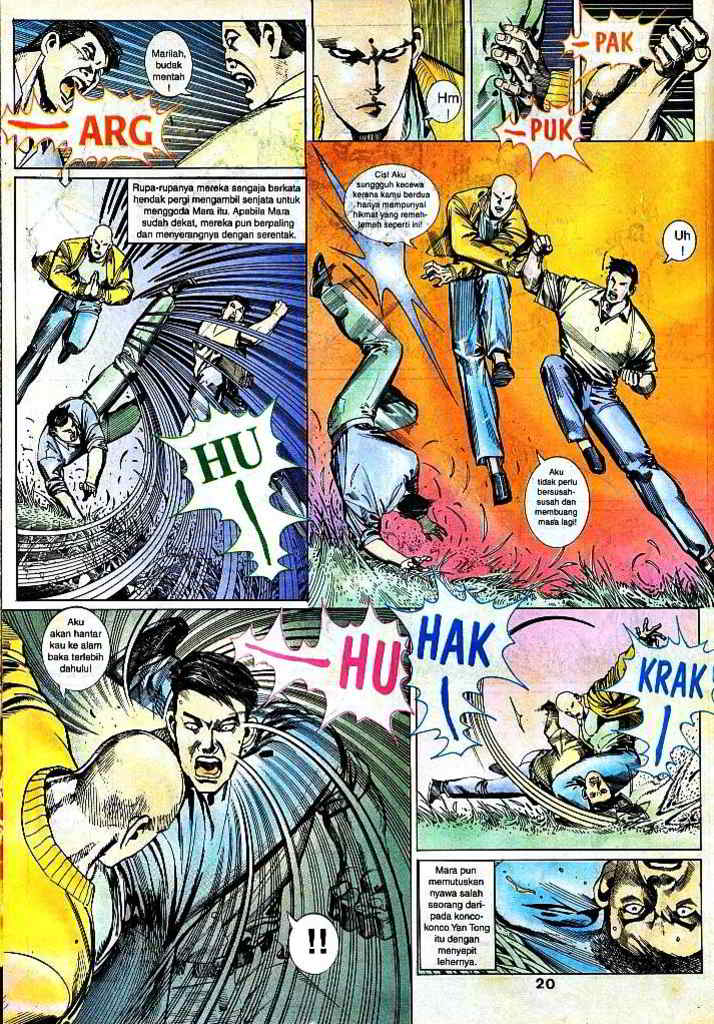 Marilah,
budak
mentah
!
— ARG
Hm
!
— PAK
— PUK
Rupa-rupanya mereka sengaja berkata
hendak pergi mengambil senjata untuk
menggoda Mara itu. Apabila Mara
sudah dekat, mereka pun berpaling
dan menyerangnya dengan serentak.
HU
—
Cis! Aku
sungguh kecewa
kerana kamu berdua
hanya mempunyai
hikmat yang remeh-
temeh seperti ini!
Uh
!
Aku
tidak perlu
bersusah-
susah dan
membuang
masa lagi!
Aku
akan hantar
kau ke alam
baka terlebih
dahulu!
— HU
!!
HAK
—
KRAK
—
Mara pun
memutuskan
nyawa salah
seorang dari-
pada konco-
konco Yan Tong
itu dengan
menyepit
lehernya.
20